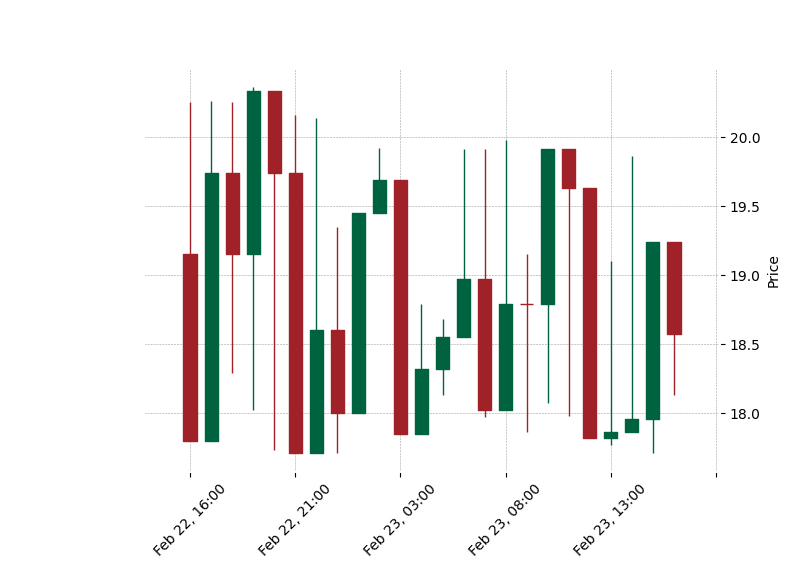 20.0
19.5
19.0
18.5
18.0
Price
Feb 22, 16:00
Feb 22, 21:00
Feb 23, 03:00
Feb 23, 08:00
Feb 23, 13:00